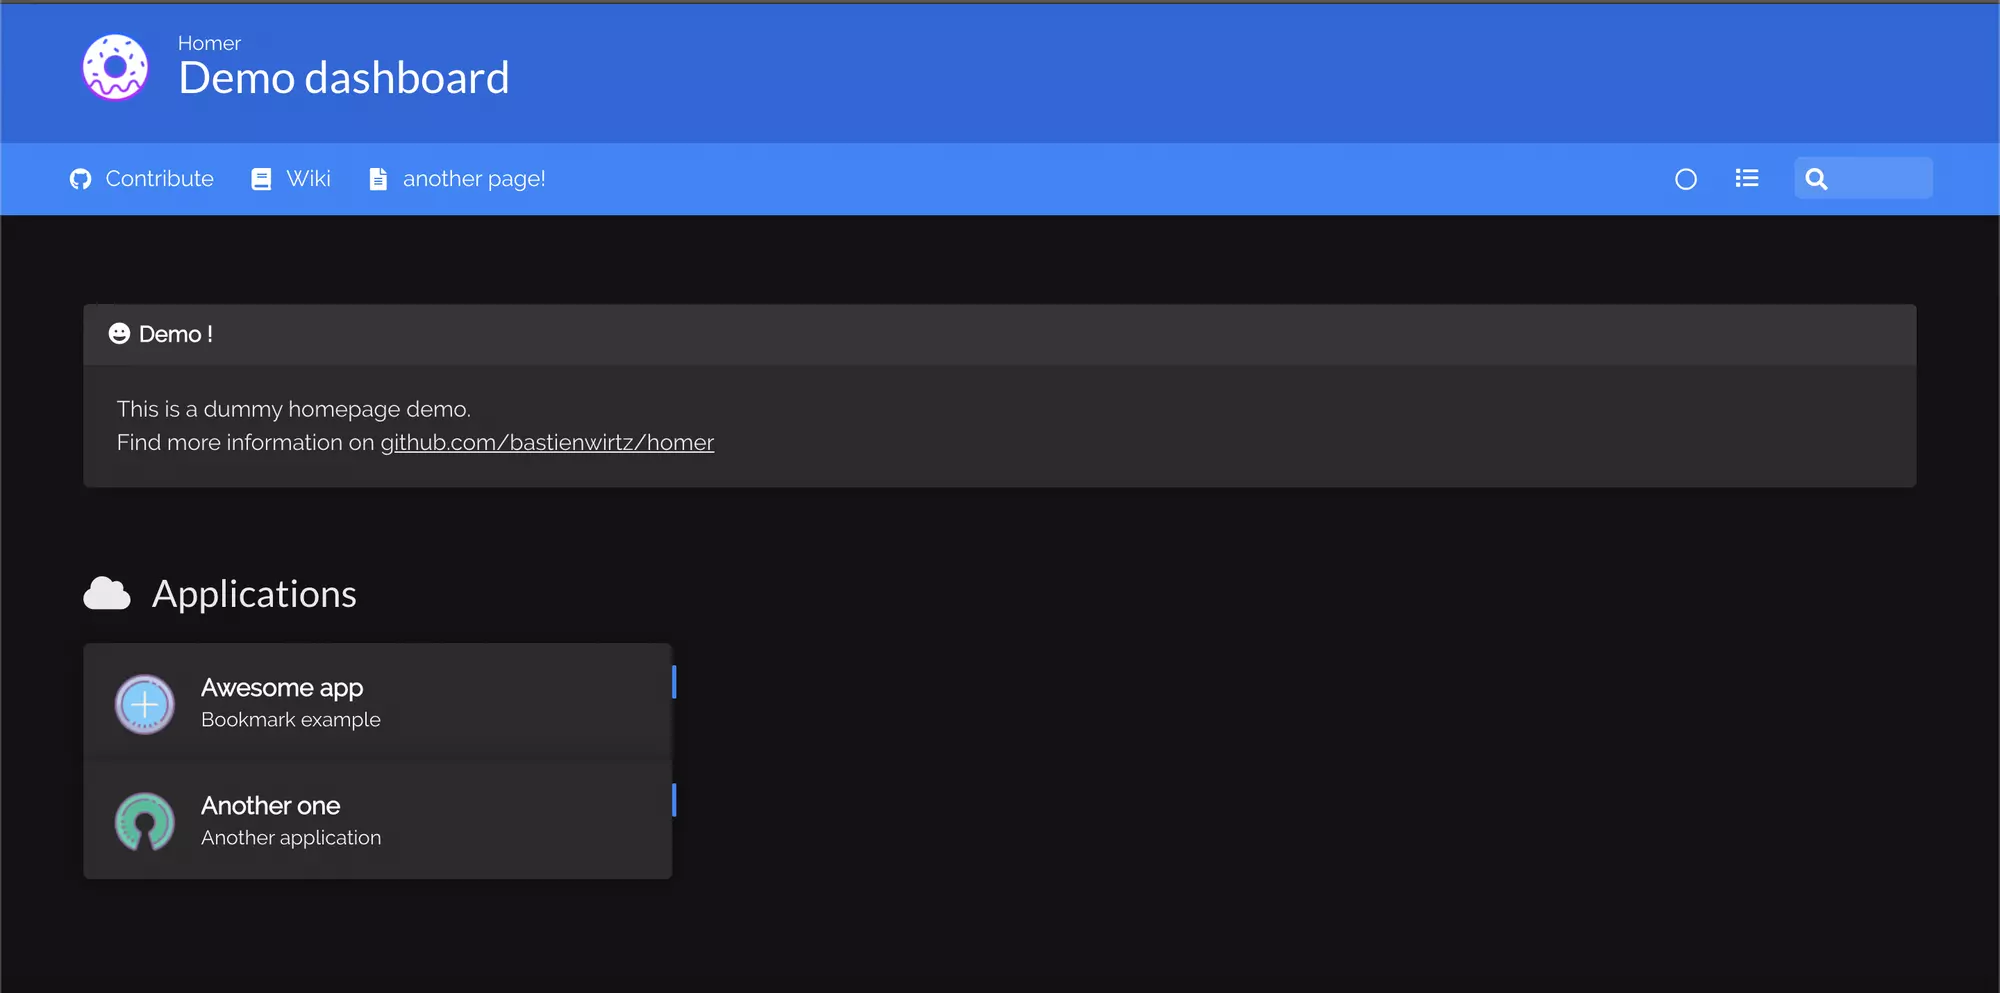 Homer
Demo dashboard
Contribute
Wiki
another page!
Demo !
This is a dummy homepage demo.
Find more information on github.com/bastienwirtz/homer
Applications
Awesome app
Bookmark example
Another one
Another application